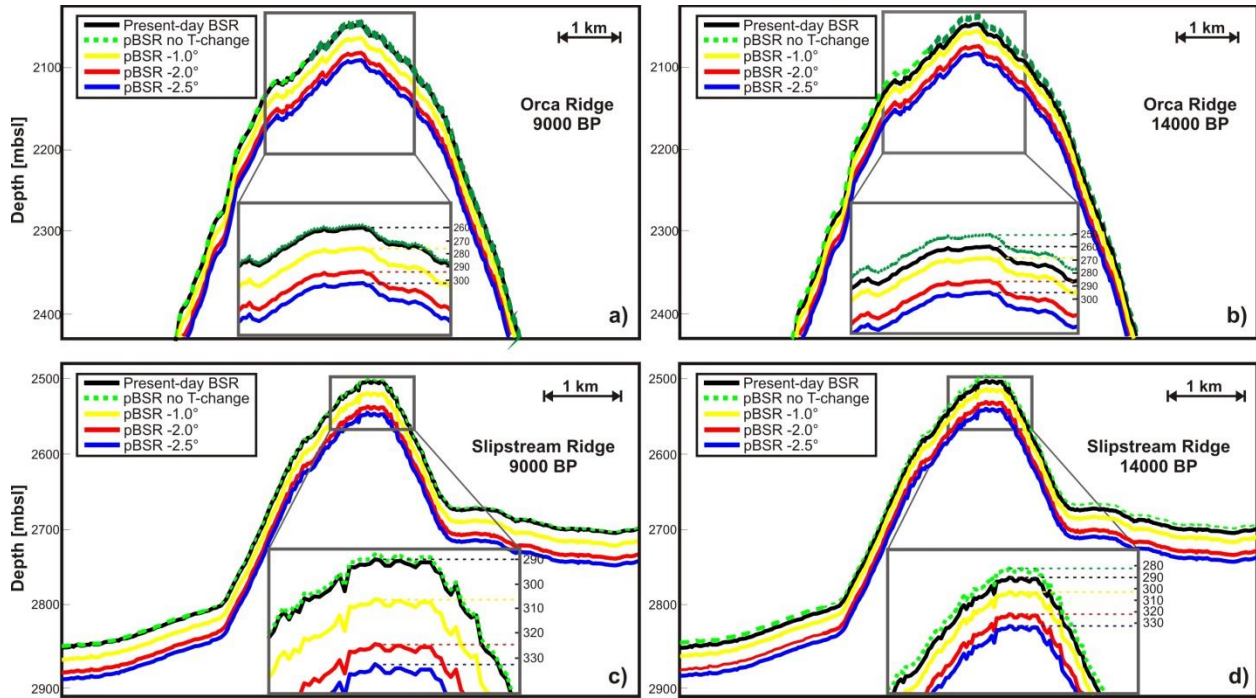 Present-day BSR
pBSR no T-change
pBSR -1.0°
pBSR -2.0°
pBSR -2.5°
1 km
Orca Ridge
9000 BP
Depth [mbsl]
2100
2200
2300
2400
260
270
280
290
300
a)
Present-day BSR
pBSR no T-change
pBSR -1.0°
pBSR -2.0°
pBSR -2.5°
1 km
Orca Ridge
14000 BP
2100
2200
2300
2400
260
270
280
290
300
b)
Present-day BSR
pBSR no T-change
pBSR -1.0°
pBSR -2.0°
pBSR -2.5°
1 km
Slipstream Ridge
9000 BP
Depth [mbsl]
2500
2600
2700
2800
2900
290
300
310
320
330
c)
Present-day BSR
pBSR no T-change
pBSR -1.0°
pBSR -2.0°
pBSR -2.5°
1 km
Slipstream Ridge
14000 BP
2500
2600
2700
2800
2900
280
290
300
310
320
330
d)